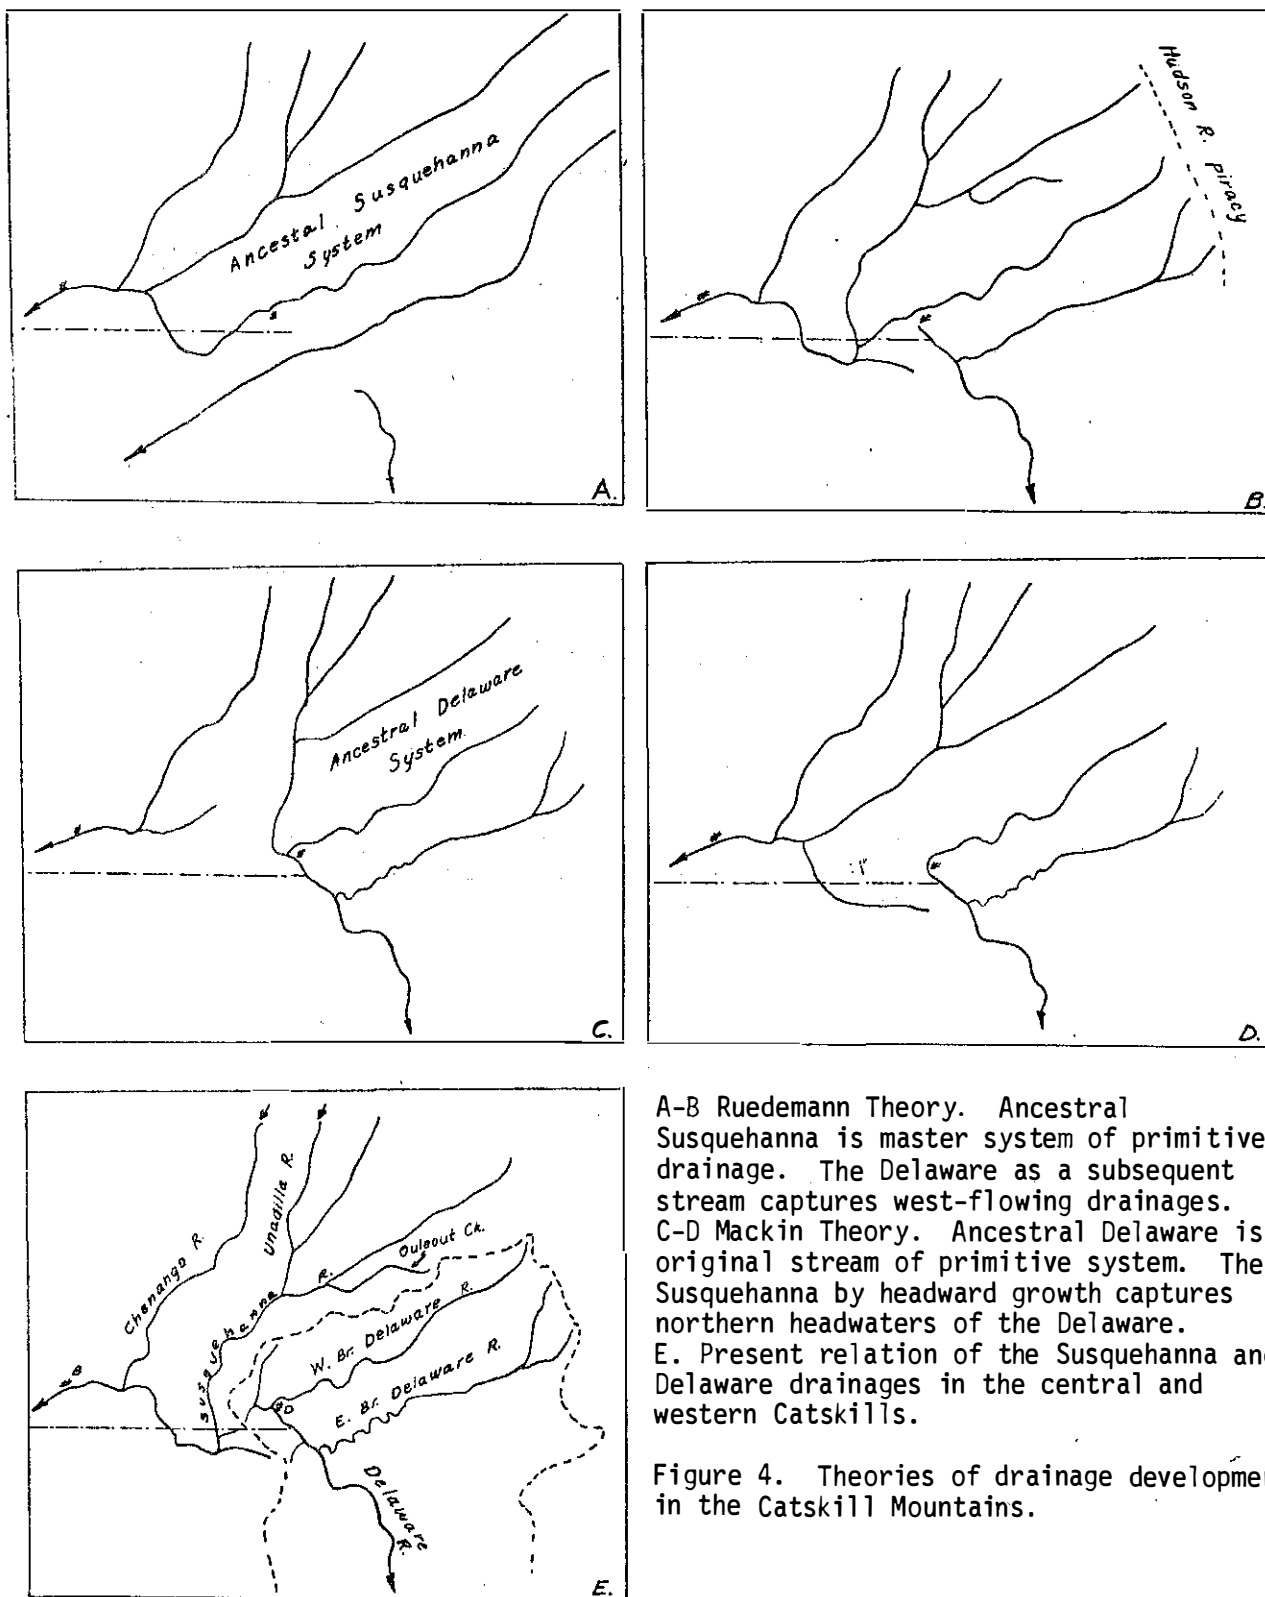 Ancestal Susquehanna
System
A.
Hudson R. piracy
B.
Ancestral Delaware
System.
C.
D.
Chenango R.
Unadilla R.
Susquehanna R.
Ouleout Ck.
W. Br. Delaware R.
E. Br. Delaware R.
B
D
Delaware
R.
E.
A-B Ruedemann Theory. Ancestral
Susquehanna is master system of primitive
drainage. The Delaware as a subsequent
stream captures west-flowing drainages.
C-D Mackin Theory. Ancestral Delaware is
original stream of primitive system. The
Susquehanna by headward growth captures
northern headwaters of the Delaware.
E. Present relation of the Susquehanna and
Delaware drainages in the central and
western Catskills.
Figure 4. Theories of drainage developme
in the Catskill Mountains.